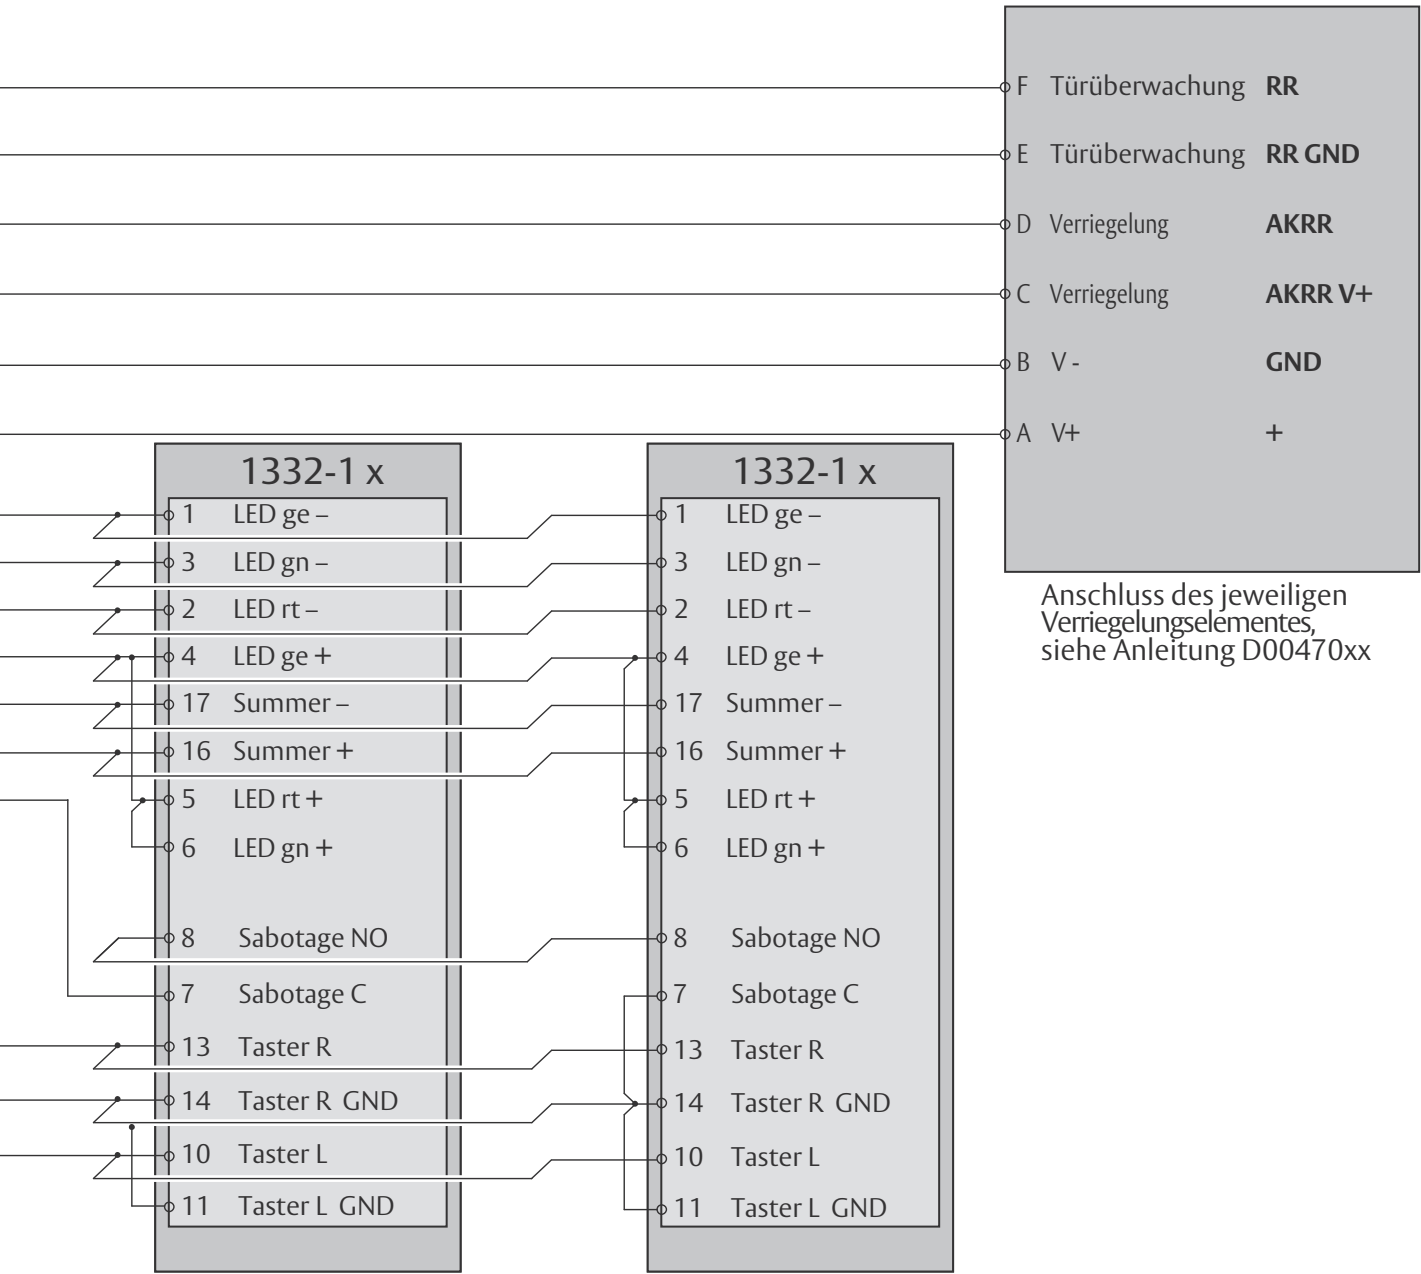 F Türüberwachung RR
E Türüberwachung RR GND
D Verriegelung AKRR
C Verriegelung AKRR V+
B V - GND
A V+ +
Anschluss des jeweiligen
Verriegelungselementes,
siehe Anleitung D00470xx
1332-1 x
1 LED ge –
3 LED gn –
2 LED rt –
4 LED ge +
17 Summer –
16 Summer +
5 LED rt +
6 LED gn +
8 Sabotage NO
7 Sabotage C
13 Taster R
14 Taster R GND
10 Taster L
11 Taster L GND
1332-1 x
1 LED ge –
3 LED gn –
2 LED rt –
4 LED ge +
17 Summer –
16 Summer +
5 LED rt +
6 LED gn +
8 Sabotage NO
7 Sabotage C
13 Taster R
14 Taster R GND
10 Taster L
11 Taster L GND